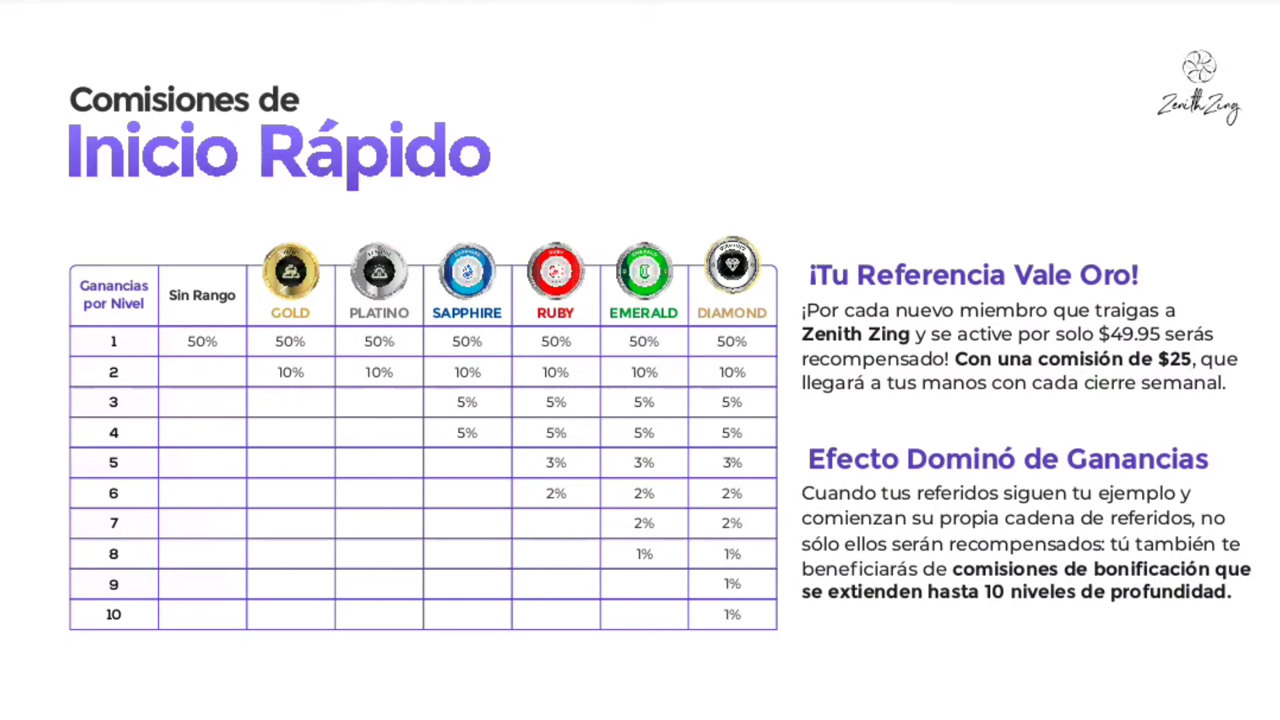 Comisiones de
Inicio Rápido
Zenith Zing
Ganancias
por Nivel
Sin Rango
GOLD
PLATINO
SAPPHIRE
RUBY
EMERALD
DIAMOND
1 50% 50% 50% 50% 50% 50% 50%
2 10% 10% 10% 10% 10% 10%
3 5% 5% 5% 5%
4 5% 5% 5% 5%
5 3% 3% 3%
6 2% 2% 2%
7 2% 2%
8 1% 1%
9 1%
10 1%
¡Tu Referencia Vale Oro!
¡Por cada nuevo miembro que traigas a
Zenith Zing y se active por solo $49.95 serás
recompensado! Con una comisión de $25, que
llegará a tus manos con cada cierre semanal.
Efecto Dominó de Ganancias
Cuando tus referidos siguen tu ejemplo y
comienzan su propia cadena de referidos, no
sólo ellos serán recompensados: tú también te
beneficiarás de comisiones de bonificación que
se extienden hasta 10 niveles de profundidad.